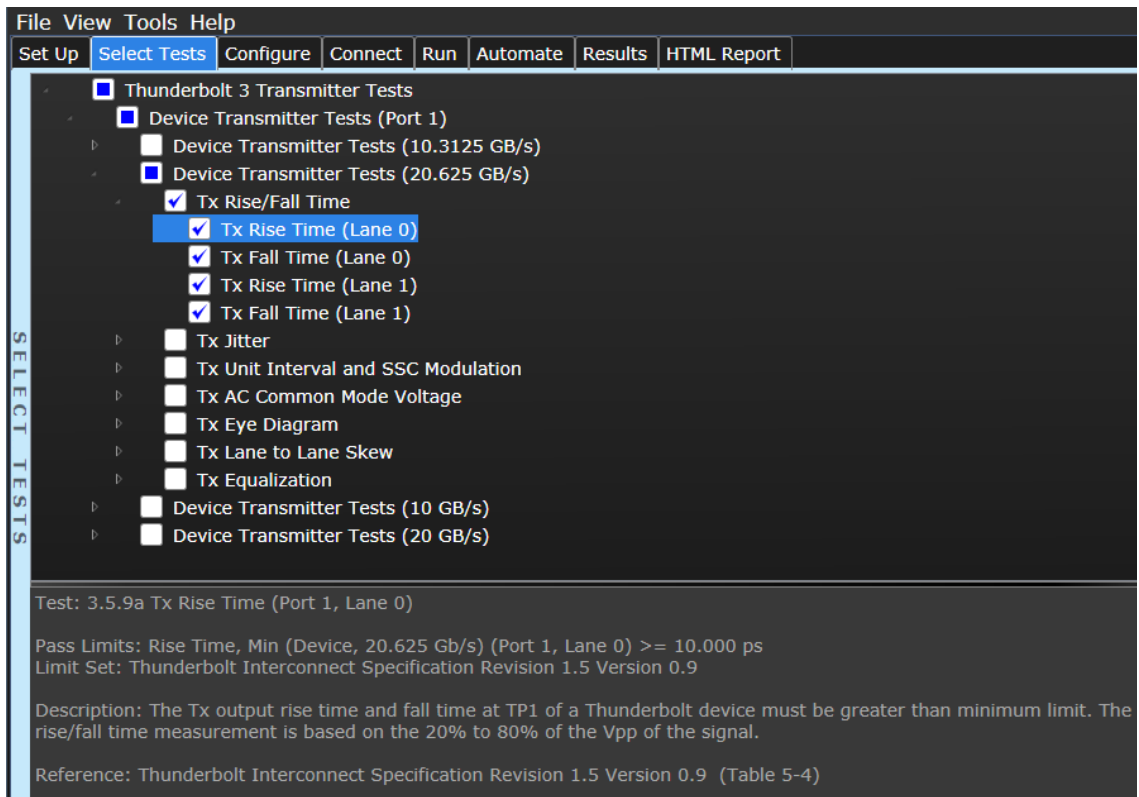 File View Tools Help
Set Up Select Tests Configure Connect Run Automate Results HTML Report
Thunderbolt 3 Transmitter Tests
Device Transmitter Tests (Port 1)
Device Transmitter Tests (10.3125 GB/s)
Device Transmitter Tests (20.625 GB/s)
Tx Rise/Fall Time
Tx Rise Time (Lane 0)
Tx Fall Time (Lane 0)
Tx Rise Time (Lane 1)
Tx Fall Time (Lane 1)
Tx Jitter
Tx Unit Interval and SSC Modulation
Tx AC Common Mode Voltage
Tx Eye Diagram
Tx Lane to Lane Skew
Tx Equalization
Device Transmitter Tests (10 GB/s)
Device Transmitter Tests (20 GB/s)
SELECT TESTS
Test: 3.5.9a Tx Rise Time (Port 1, Lane 0)
Pass Limits: Rise Time, Min (Device, 20.625 Gb/s) (Port 1, Lane 0) >= 10.000 ps
Limit Set: Thunderbolt Interconnect Specification Revision 1.5 Version 0.9
Description: The Tx output rise time and fall time at TP1 of a Thunderbolt device must be greater than minimum limit. The
rise/fall time measurement is based on the 20% to 80% of the Vpp of the signal.
Reference: Thunderbolt Interconnect Specification Revision 1.5 Version 0.9 (Table 5-4)